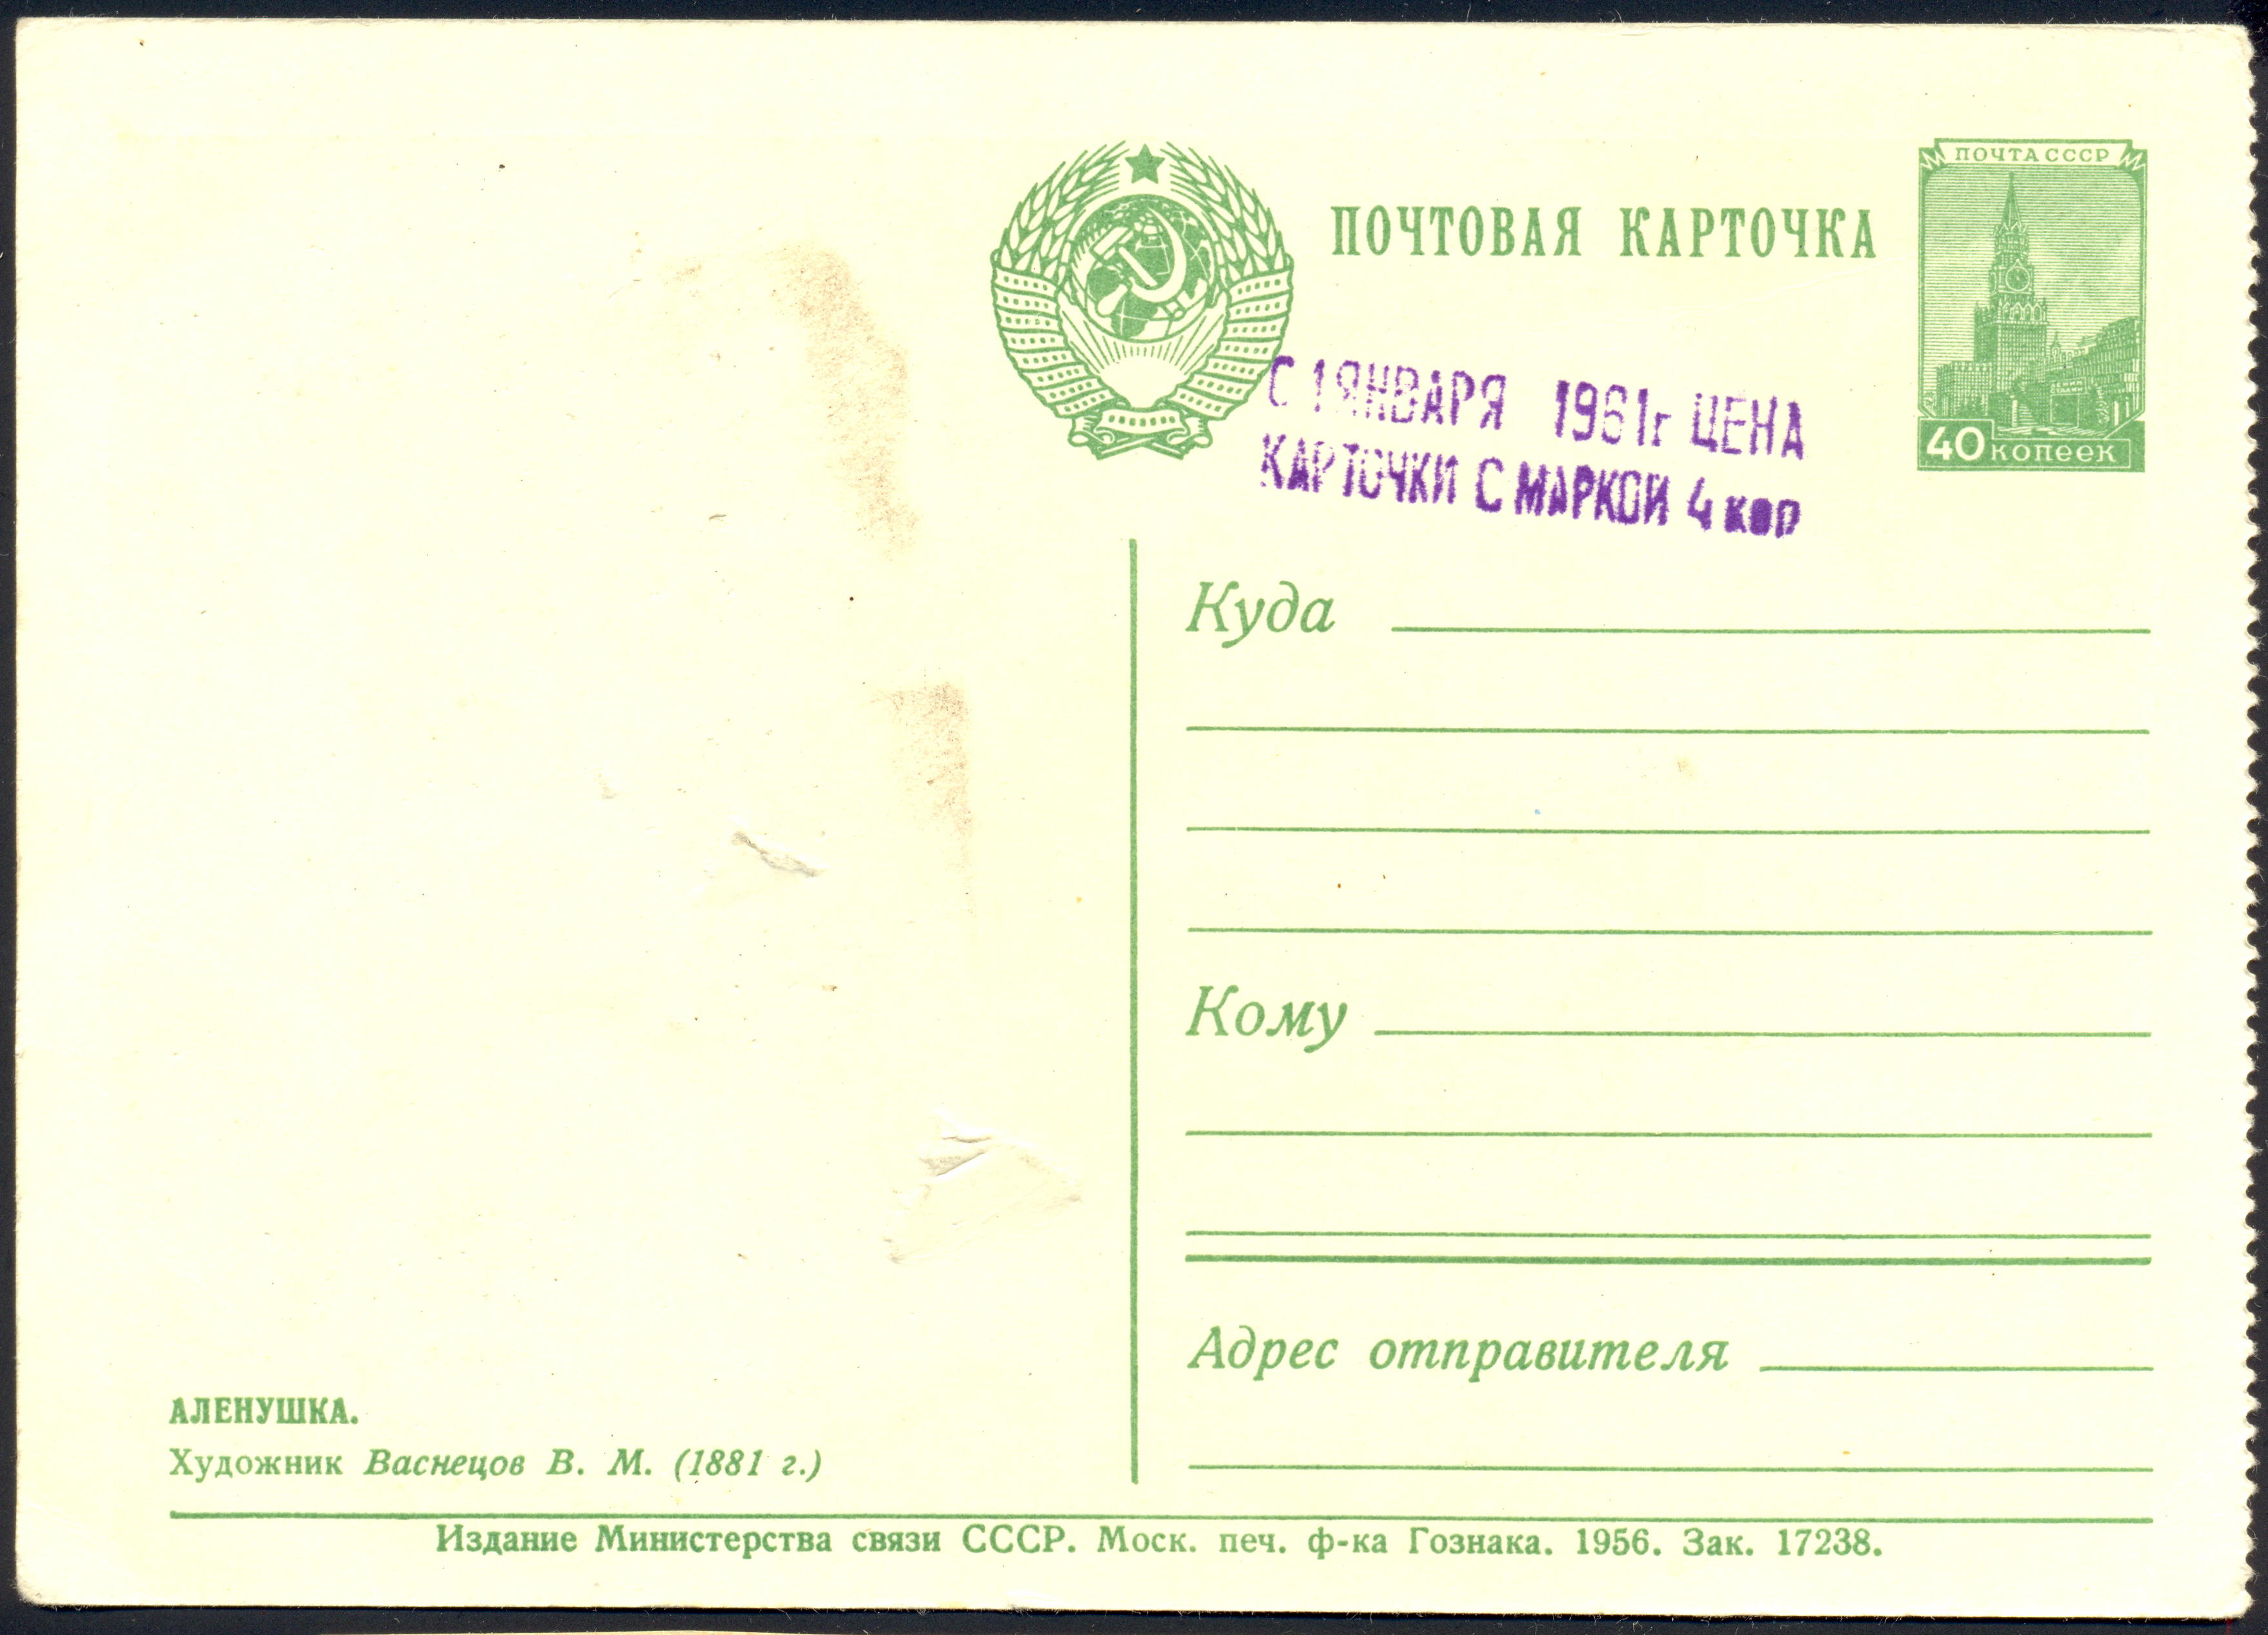 ПОЧТА СССР
ПОЧТОВАЯ КАРТОЧКА
40 копеек
С 1 ЯНВАРЯ 1961г ЦЕНА
КАРТОЧКИ С МАРКОЙ 4 коп
Куда
Кому
Адрес отправителя
АЛЕНУШКА.
Художник Васнецов В. М. (1881 г.)
Издание Министерства связи СССР. Моск. печ. ф-ка Гознака. 1956. Зак. 17238.